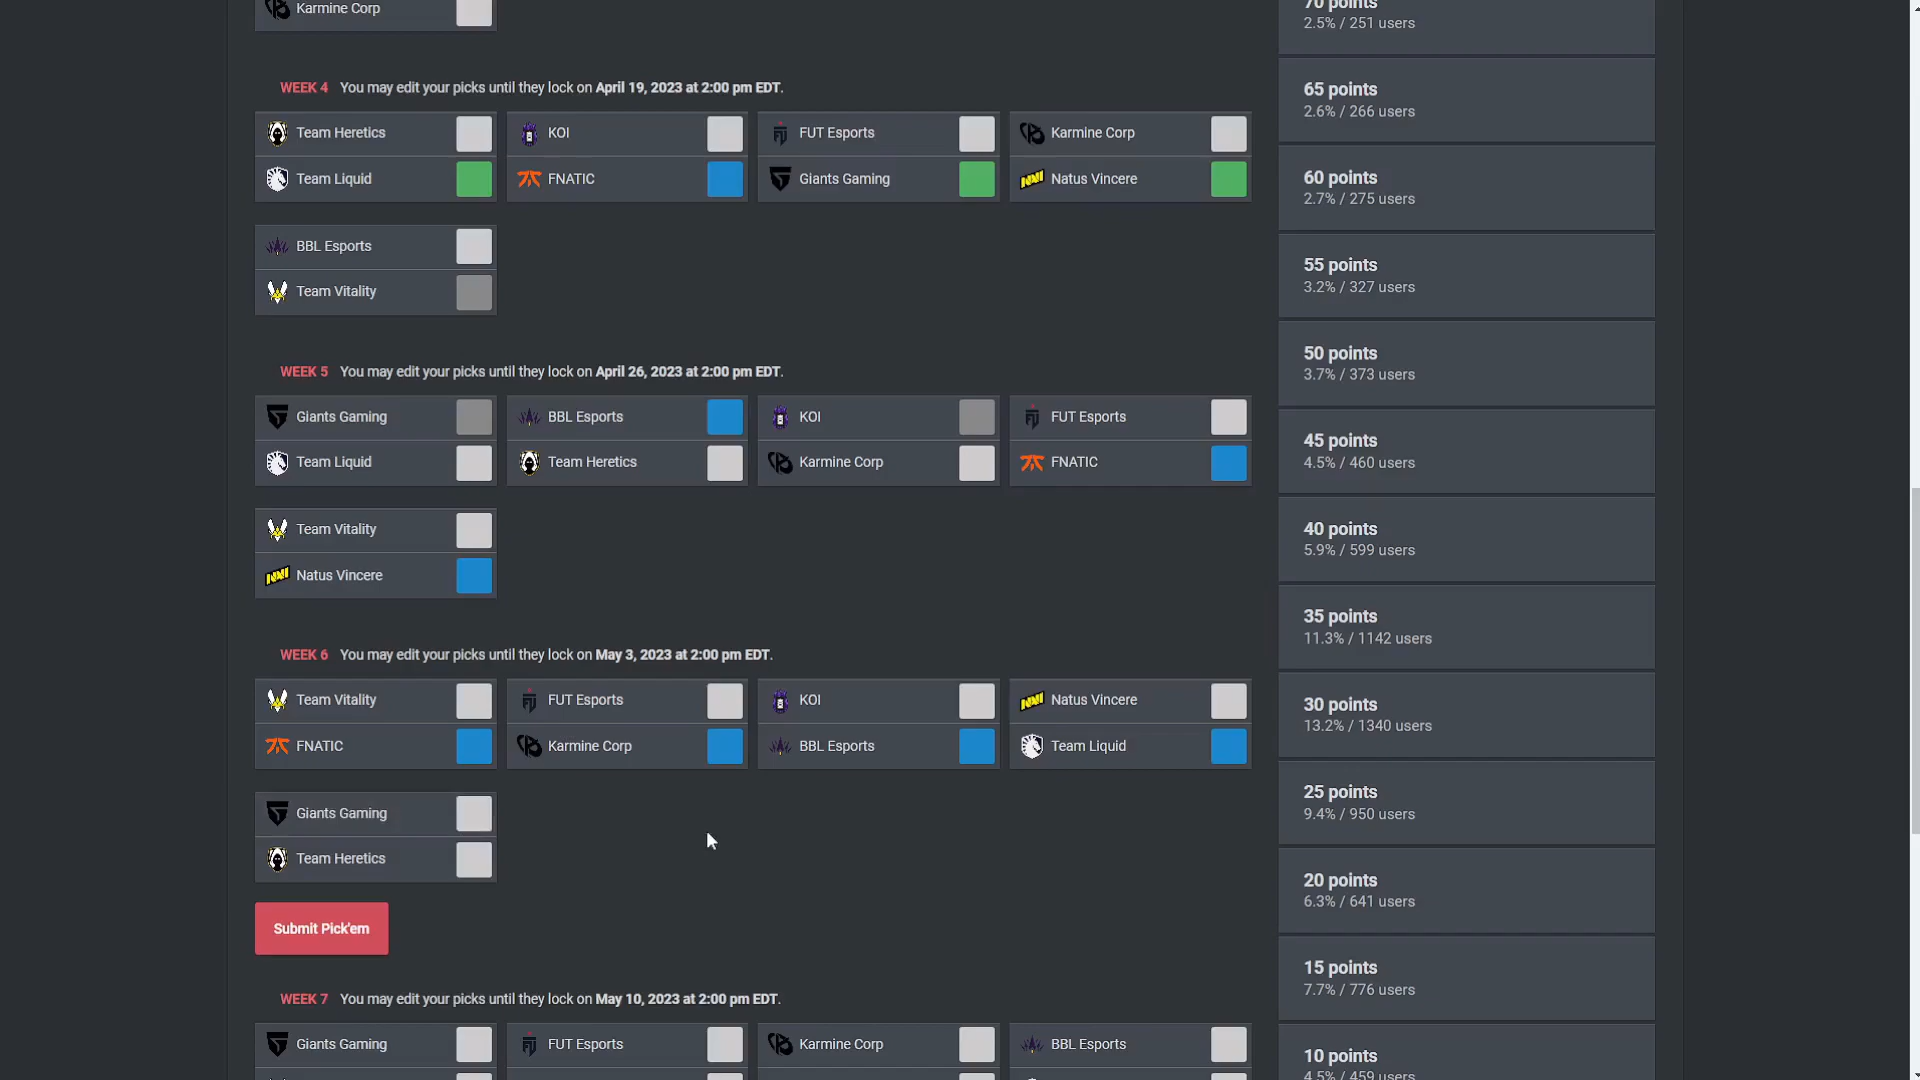 Karmine Corp
WEEK 4 You may edit your picks until they lock on April 19, 2023 at 2:00 pm EDT.
Team Heretics
Team Liquid
KOI
FNATIC
FUT Esports
Giants Gaming
Karmine Corp
Natus Vincere
BBL Esports
Team Vitality
WEEK 5 You may edit your picks until they lock on April 26, 2023 at 2:00 pm EDT.
Giants Gaming
Team Liquid
BBL Esports
Team Heretics
KOI
Karmine Corp
FUT Esports
FNATIC
Team Vitality
Natus Vincere
WEEK 6 You may edit your picks until they lock on May 3, 2023 at 2:00 pm EDT.
Team Vitality
FNATIC
FUT Esports
Karmine Corp
KOI
BBL Esports
Natus Vincere
Team Liquid
Giants Gaming
Team Heretics
Submit Pick'em
WEEK 7 You may edit your picks until they lock on May 10, 2023 at 2:00 pm EDT.
Giants Gaming
FUT Esports
Karmine Corp
BBL Esports
70 points
2.5% / 251 users
65 points
2.6% / 266 users
60 points
2.7% / 275 users
55 points
3.2% / 327 users
50 points
3.7% / 373 users
45 points
4.5% / 460 users
40 points
5.9% / 599 users
35 points
11.3% / 1142 users
30 points
13.2% / 1340 users
25 points
9.4% / 950 users
20 points
6.3% / 641 users
15 points
7.7% / 776 users
10 points
4.5% / 459 users